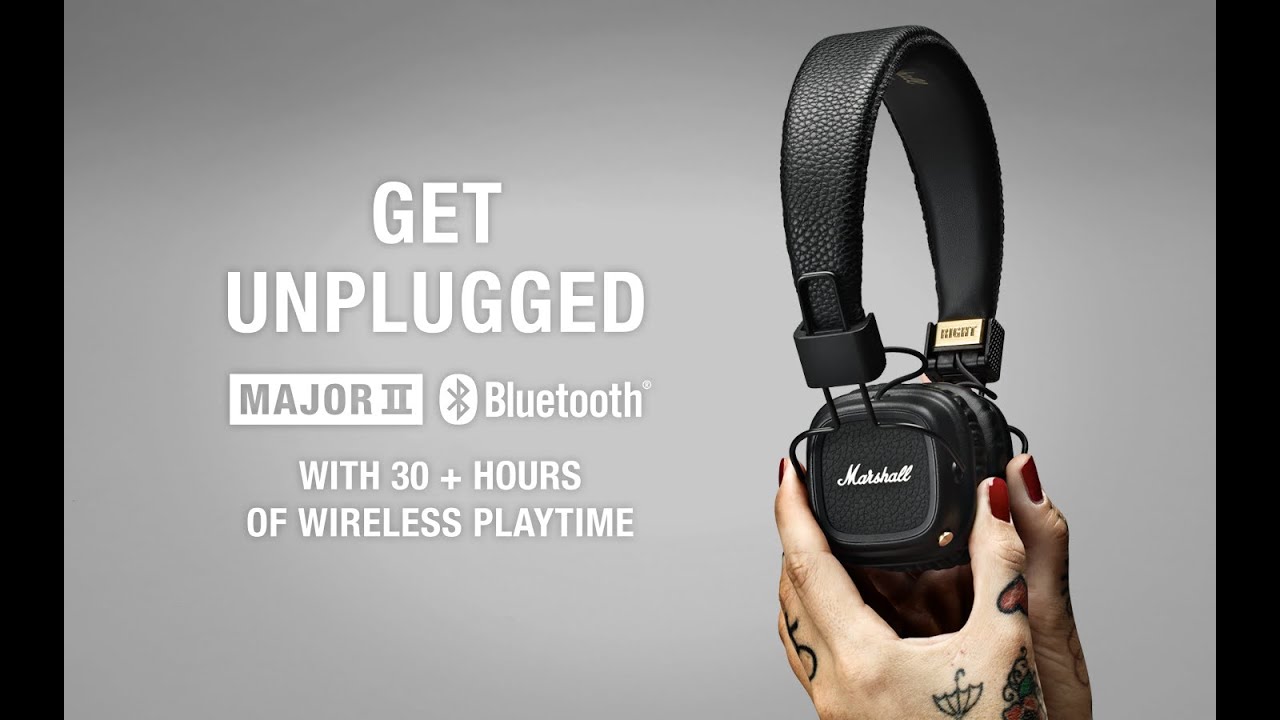 GET
UNPLUGGED
MAJOR II Bluetooth®
WITH 30 + HOURS
OF WIRELESS PLAYTIME
RIGHT
Marshall